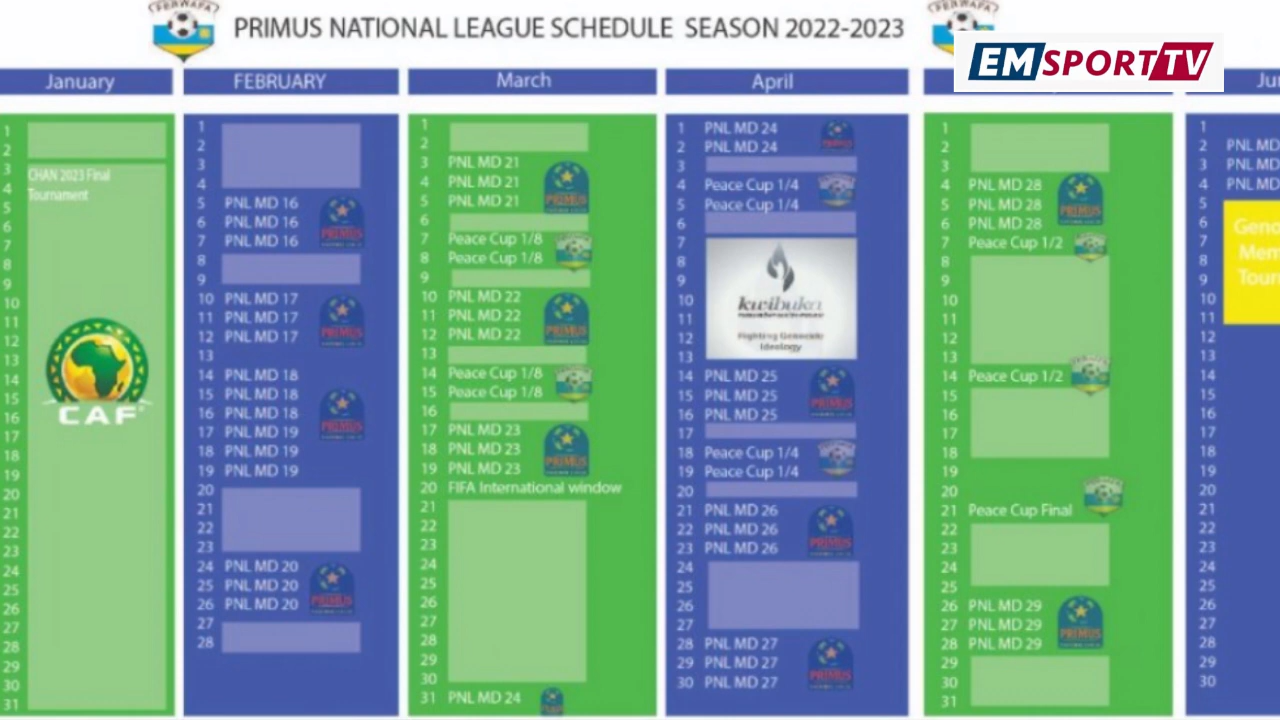 FERWAFA
PRIMUS NATIONAL LEAGUE SCHEDULE SEASON 2022-2023
FERWAFA
EMSPORTTV
January
1
2
3 CHAN 2023 Final
4 Tournament
5
6
7
8
9
10
11
12
13
14
15
16
CAF
17
18
19
20
21
22
23
24
25
26
27
28
29
30
31
FEBRUARY
1
2
3
4
5 PNL MD 16
6 PNL MD 16
7 PNL MD 16
8
9
10 PNL MD 17
11 PNL MD 17
12 PNL MD 17
13
14 PNL MD 18
15 PNL MD 18
16 PNL MD 18
17 PNL MD 19
18 PNL MD 19
19 PNL MD 19
20
21
22
23
24 PNL MD 20
25 PNL MD 20
26 PNL MD 20
27
28
PRIMUS
PRIMUS
PRIMUS
PRIMUS
March
1
2
3 PNL MD 21
4 PNL MD 21
5 PNL MD 21
6
7 Peace Cup 1/8
8 Peace Cup 1/8
9
10 PNL MD 22
11 PNL MD 22
12 PNL MD 22
13
14 Peace Cup 1/8
15 Peace Cup 1/8
16
17 PNL MD 23
18 PNL MD 23
19 PNL MD 23
20 FIFA International window
21
22
23
24
25
26
27
28
29
30
31 PNL MD 24
PRIMUS
PRIMUS
PRIMUS
April
1 PNL MD 24
2 PNL MD 24
3
4 Peace Cup 1/4
5 Peace Cup 1/4
6
7
8
10
11
12
13
kwibuka
Fighting Genocide
Ideology
14 PNL MD 25
15 PNL MD 25
16 PNL MD 25
17
18 Peace Cup 1/4
19 Peace Cup 1/4
20
21 PNL MD 26
22 PNL MD 26
23 PNL MD 26
24
25
26
27
28 PNL MD 27
29 PNL MD 27
30 PNL MD 27
PRIMUS
PRIMUS
PRIMUS
1
2
3
4 PNL MD 28
5 PNL MD 28
6 PNL MD 28
7 Peace Cup 1/2
8
9
10
11
12
13
14 Peace Cup 1/2
15
16
17
18
19
20
21 Peace Cup Final
22
23
24
25
26 PNL MD 29
27 PNL MD 29
28 PNL MD 29
29
30
31
PRIMUS
PRIMUS
Ju
1
2 PNL MD
3 PNL MD
4 PNL MD
5
6 Geno
7 Mem
8 Tour
9
10
11
12
13
14
15
16
17
18
19
20
21
22
23
24
25
26
27
28
29
30